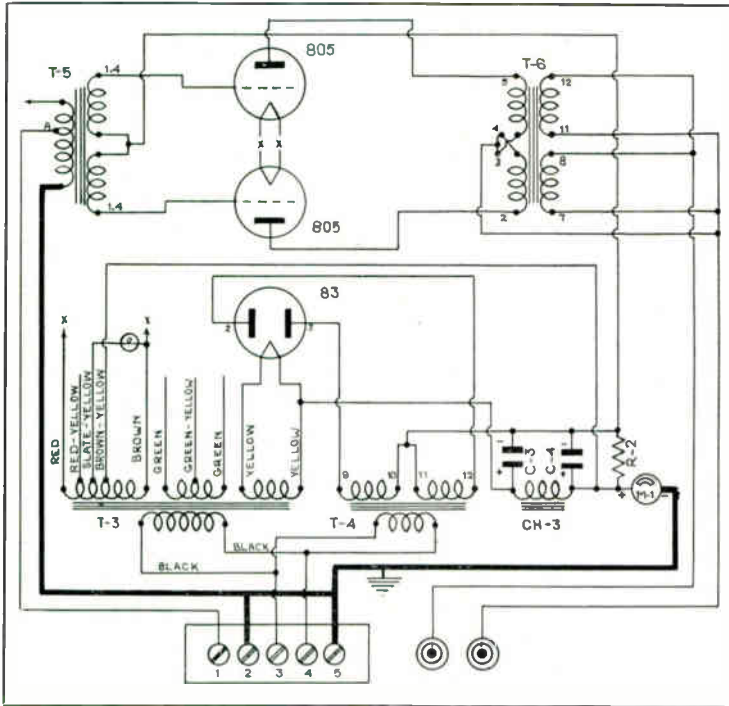 805
T-5
1.4
A
1.4
805
T-6
5
12
4
11
3
8
2
7
83
2
X
X
X
X
RED
RED-YELLOW
SLATE-YELLOW
BROWN-YELLOW
BROWN
GREEN
GREEN-YELLOW
GREEN
YELLOW
YELLOW
9
10
11
12
- C-3 +
- C-4 +
R-2
+ M-1 -
T-3
T-4
CH-3
BLACK
BLACK
1
2
3
4
5